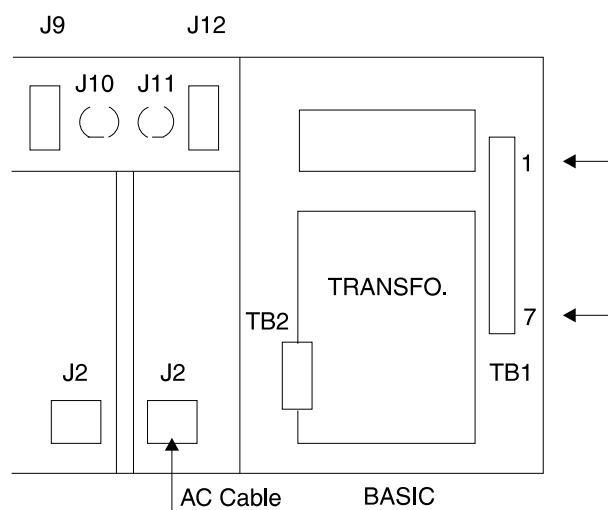 J9 J12
J10 J11
1
TRANSFO.
TB2 7
J2 J2 TB1
AC Cable BASIC